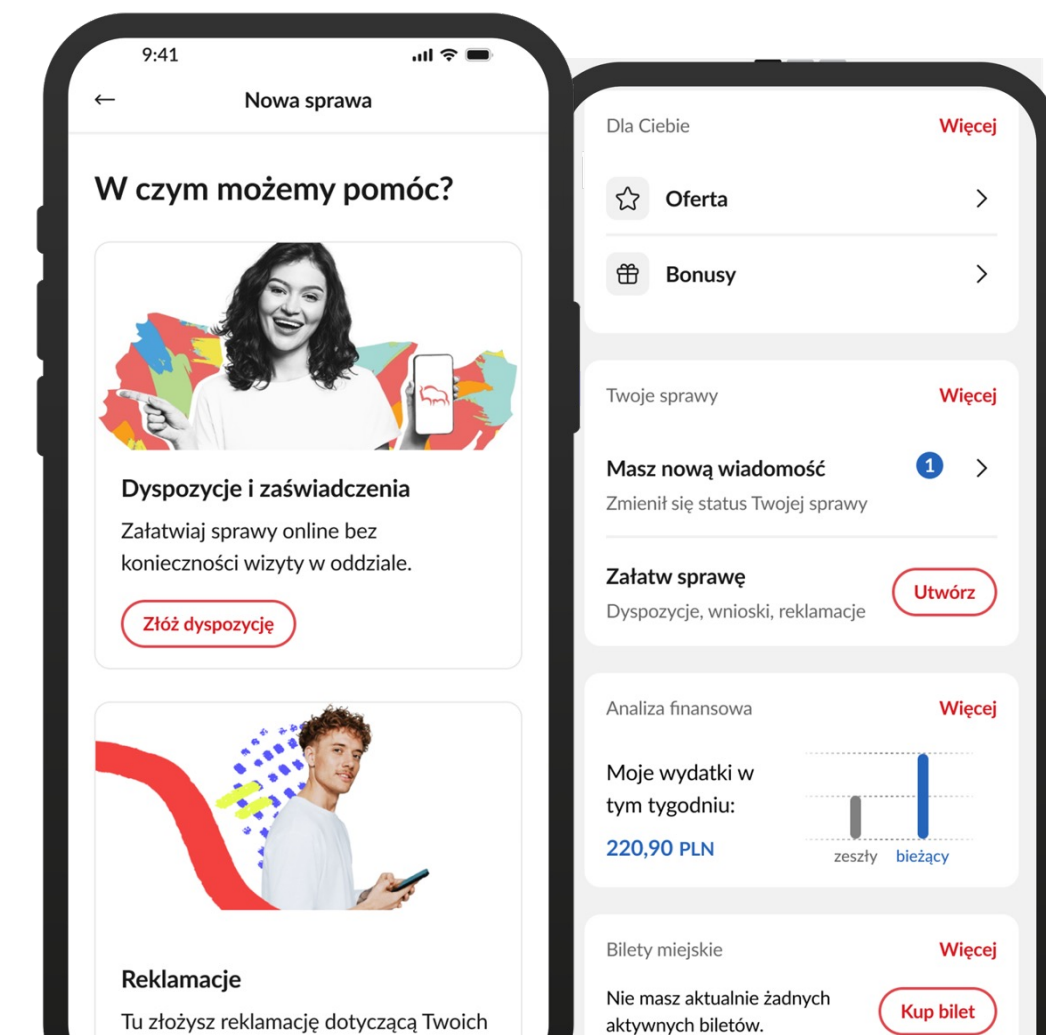 9:41
Nowa sprawa
W czym możemy pomóc?
Dyspozycje i zaświadczenia
Załatwiaj sprawy online bez
konieczności wizyty w oddziale.
Złóż dyspozycję
Reklamacje
Tu złożysz reklamację dotyczącą Twoich
Dla Ciebie
Więcej
Oferta
Bonusy
Twoje sprawy
Więcej
Masz nową wiadomość
1
Zmienił się status Twojej sprawy
Załatw sprawę
Utwórz
Dyspozycje, wnioski, reklamacje
Analiza finansowa
Więcej
Moje wydatki w
tym tygodniu:
220,90 PLN
zeszły bieżący
Bilety miejskie
Więcej
Nie masz aktualnie żadnych
aktywnych biletów.
Kup bilet